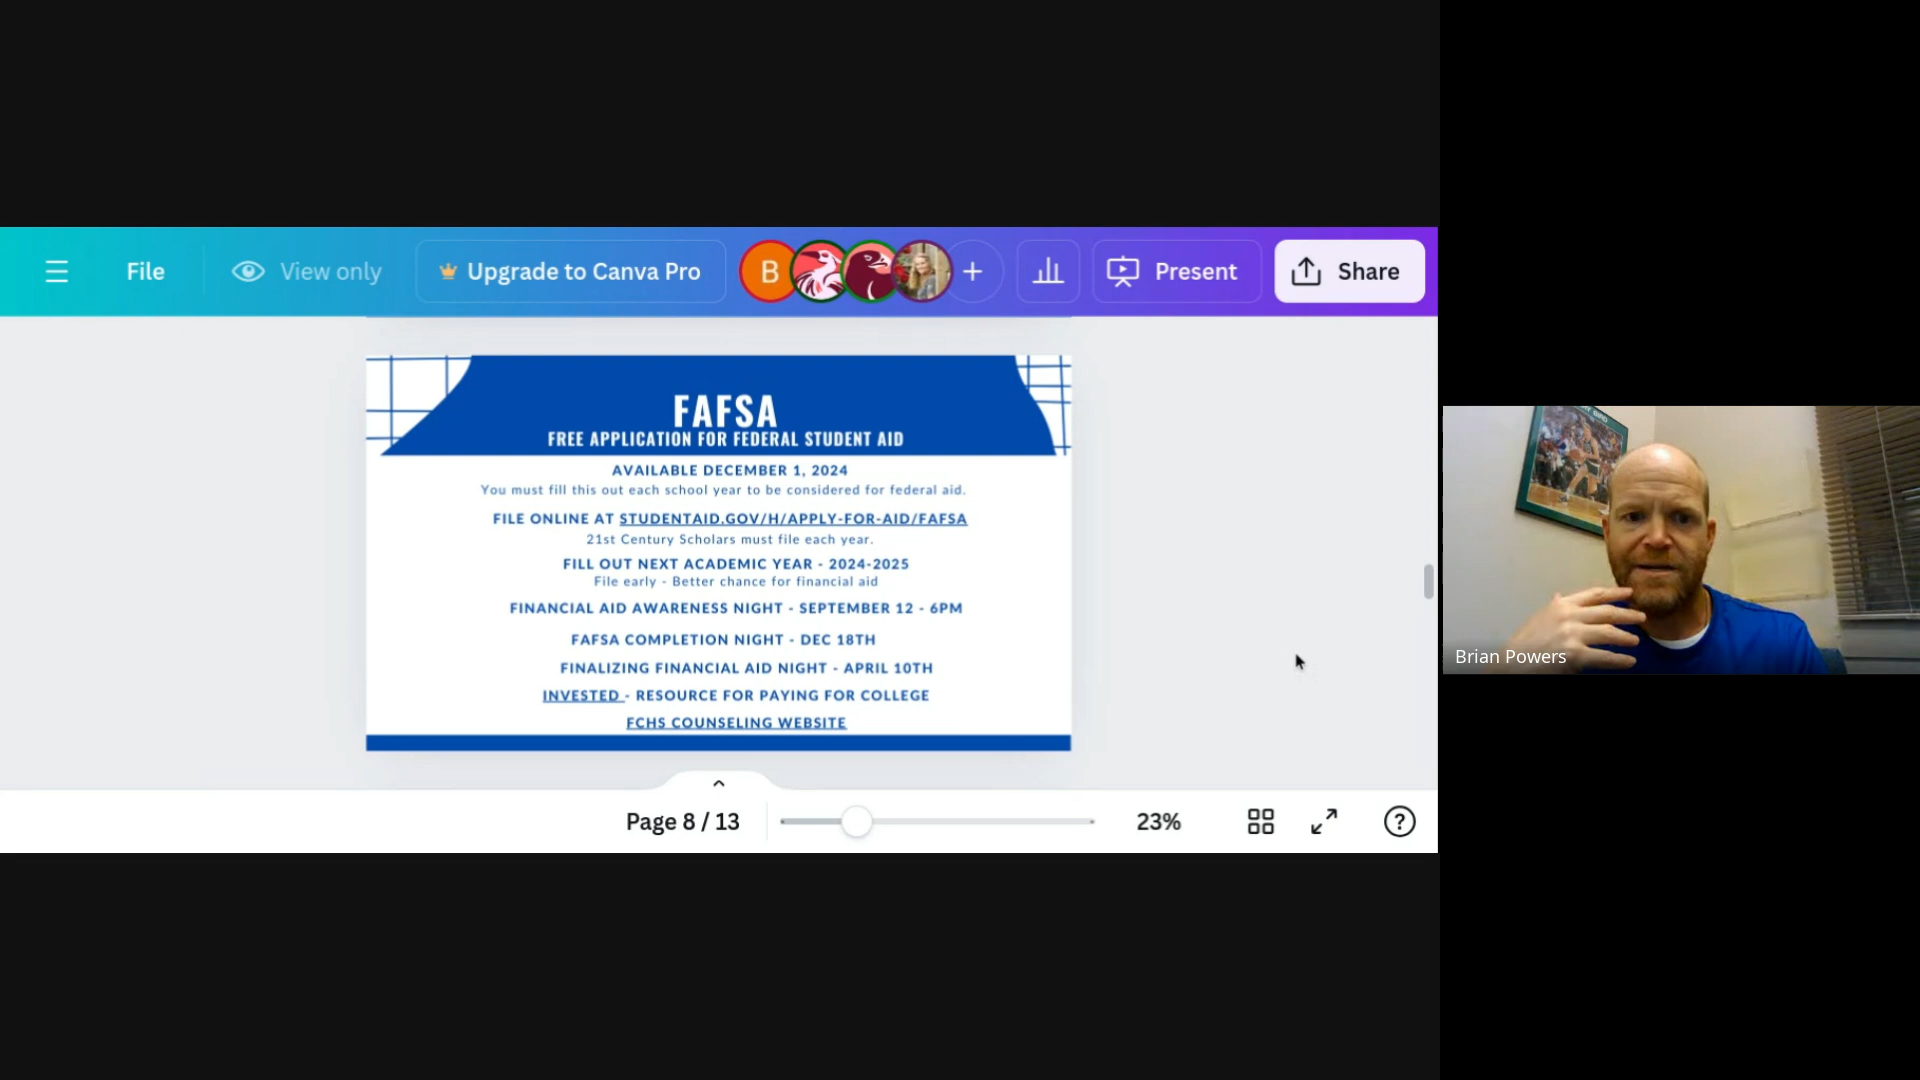 File
View only
Upgrade to Canva Pro
B
Present
Share
FAFSA
FREE APPLICATION FOR FEDERAL STUDENT AID
AVAILABLE DECEMBER 1, 2024
You must fill this out each school year to be considered for federal aid.
FILE ONLINE AT STUDENTAID.GOV/H/APPLY-FOR-AID/FAFSA
21st Century Scholars must file each year.
FILL OUT NEXT ACADEMIC YEAR - 2024-2025
File early - Better chance for financial aid
FINANCIAL AID AWARENESS NIGHT - SEPTEMBER 12 - 6PM
FAFSA COMPLETION NIGHT - DEC 18TH
FINALIZING FINANCIAL AID NIGHT - APRIL 10TH
INVESTED - RESOURCE FOR PAYING FOR COLLEGE
FCHS COUNSELING WEBSITE
Page 8 / 13
23%
Brian Powers